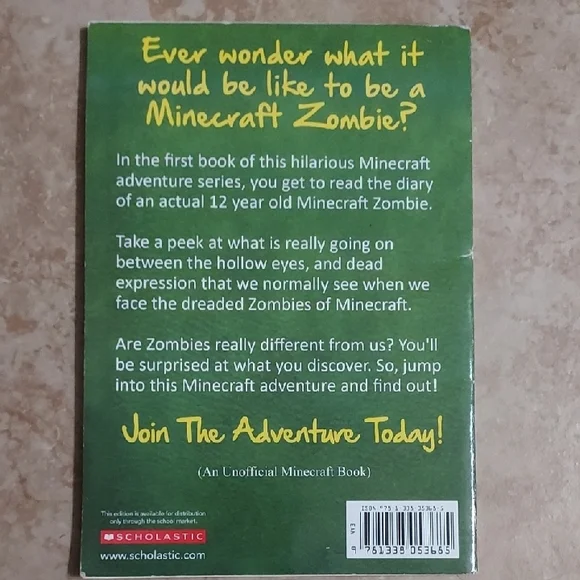 Ever wonder what it
would be like to be a
Minecraft Zombie?
In the first book of this hilarious Minecraft
adventure series, you get to read the diary
of an actual 12 year old Minecraft Zombie.
Take a peek at what is really going on
between the hollow eyes, and dead
expression that we normally see when we
face the dreaded Zombies of Minecraft.
Are Zombies really different from us? You'll
be surprised at what you discover. So, jump
into this Minecraft adventure and find out!
Join The Adventure Today!
(An Unofficial Minecraft Book)
This edition is available for distribution
only through the school market.
SCHOLASTIC
www.scholastic.com
ISBN